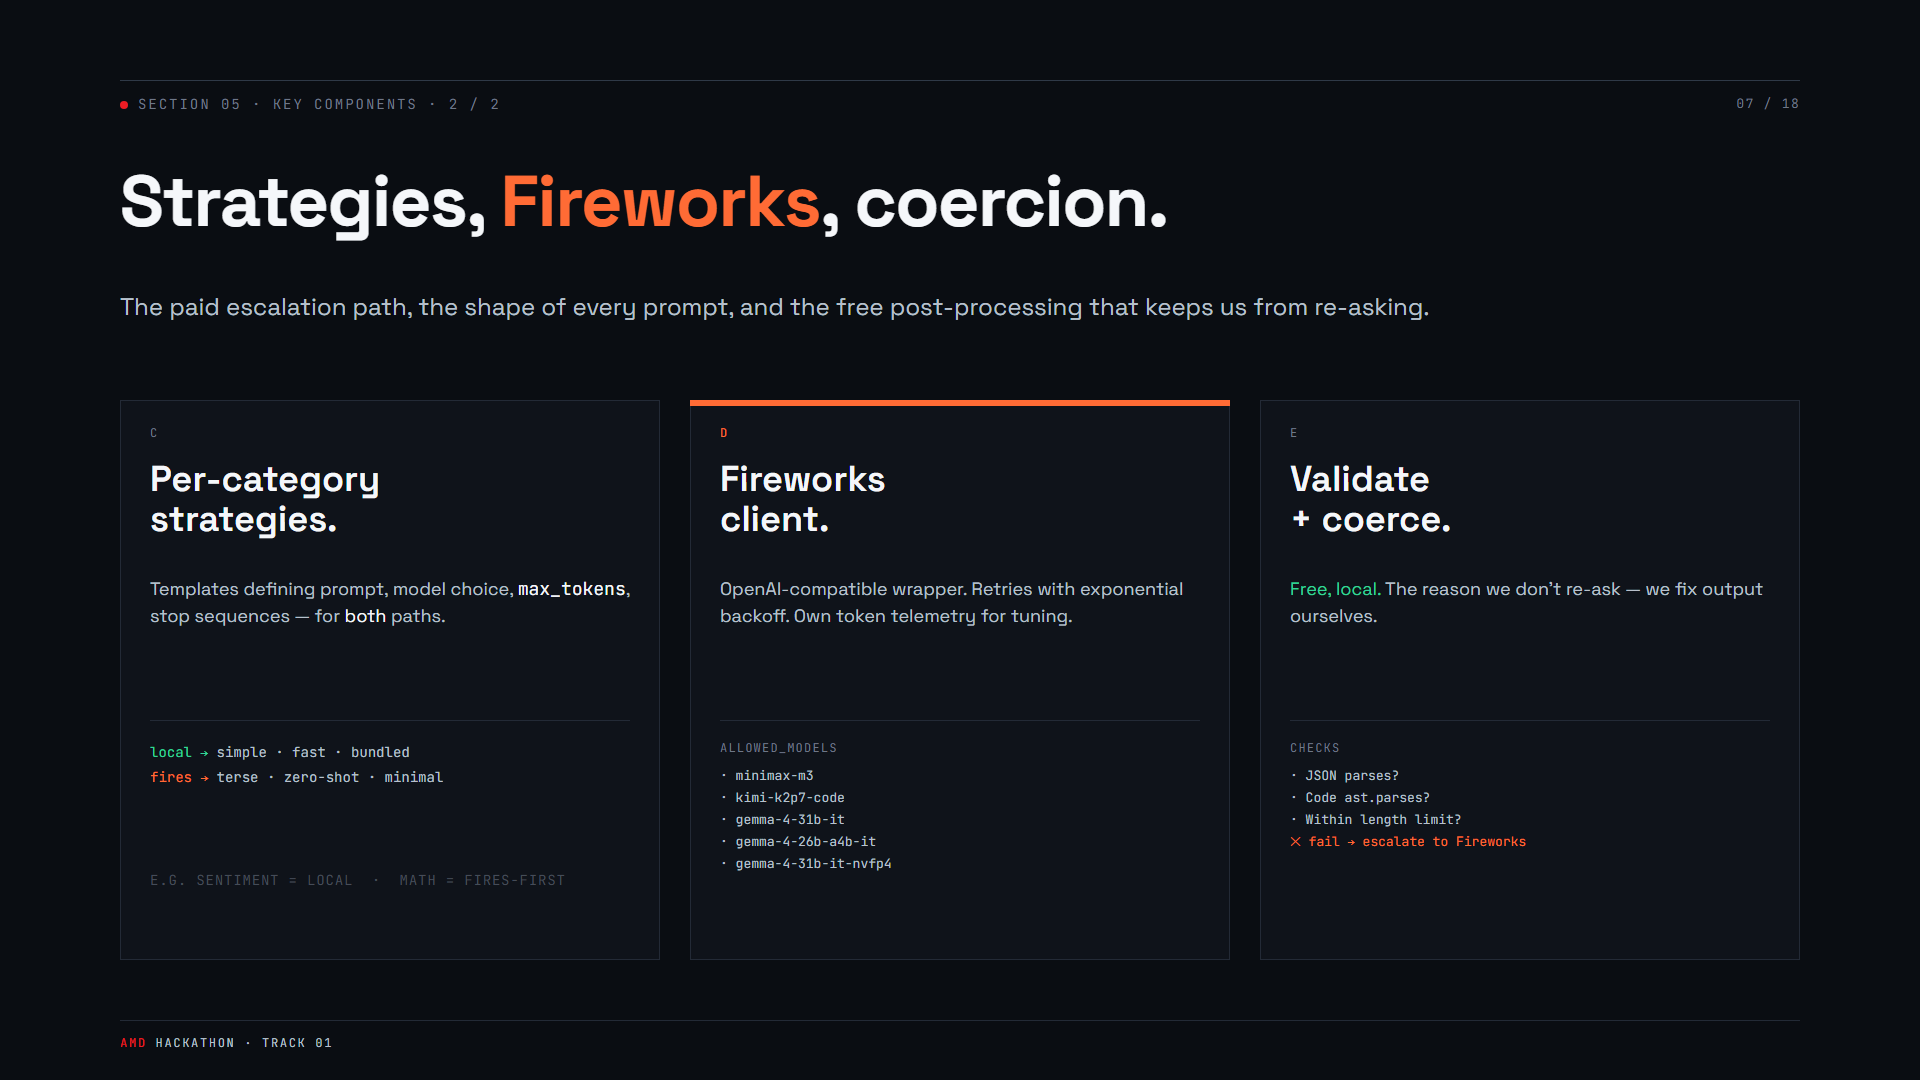 SECTION 05 · KEY COMPONENTS · 2 / 2
07 / 18
Strategies, Fireworks, coercion.
The paid escalation path, the shape of every prompt, and the free post-processing that keeps us from re-asking.
C
Per-category
strategies.
Templates defining prompt, model choice, max_tokens,
stop sequences — for both paths.
local → simple · fast · bundled
fires → terse · zero-shot · minimal
E.G. SENTIMENT = LOCAL · MATH = FIRES-FIRST
D
Fireworks
client.
OpenAI-compatible wrapper. Retries with exponential
backoff. Own token telemetry for tuning.
ALLOWED_MODELS
· minimax-m3
· kimi-k2p7-code
· gemma-4-31b-it
· gemma-4-26b-a4b-it
· gemma-4-31b-it-nvfp4
E
Validate
+ coerce.
Free, local. The reason we don’t re-ask — we fix output
ourselves.
CHECKS
· JSON parses?
· Code ast.parses?
· Within length limit?
✕ fail → escalate to Fireworks
AMD HACKATHON · TRACK 01